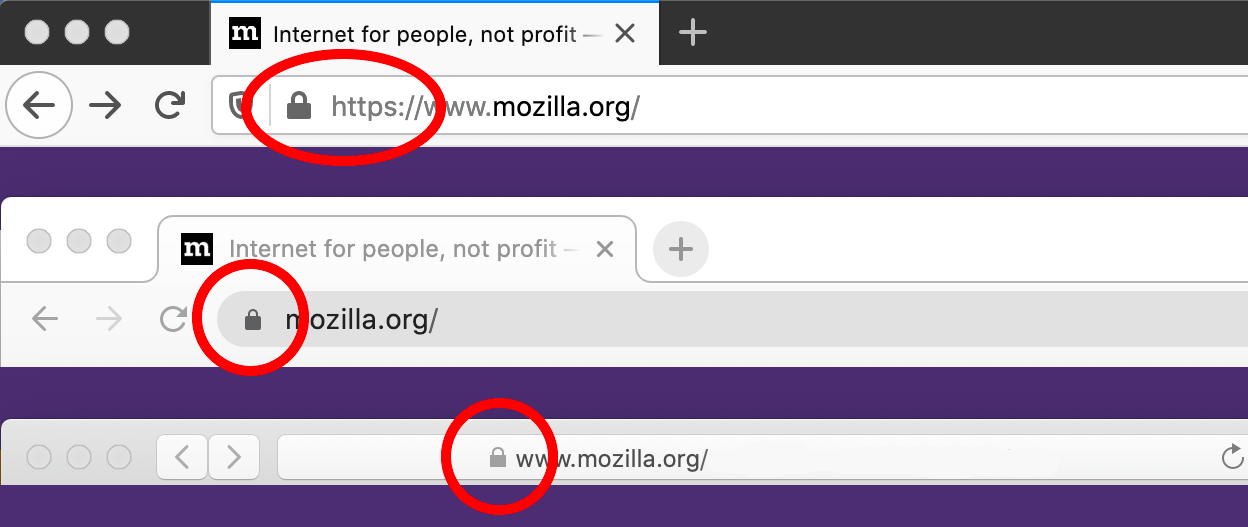 m Internet for people, not profit —
https://www.mozilla.org/
m Internet for people, not profit —
mozilla.org/
www.mozilla.org/